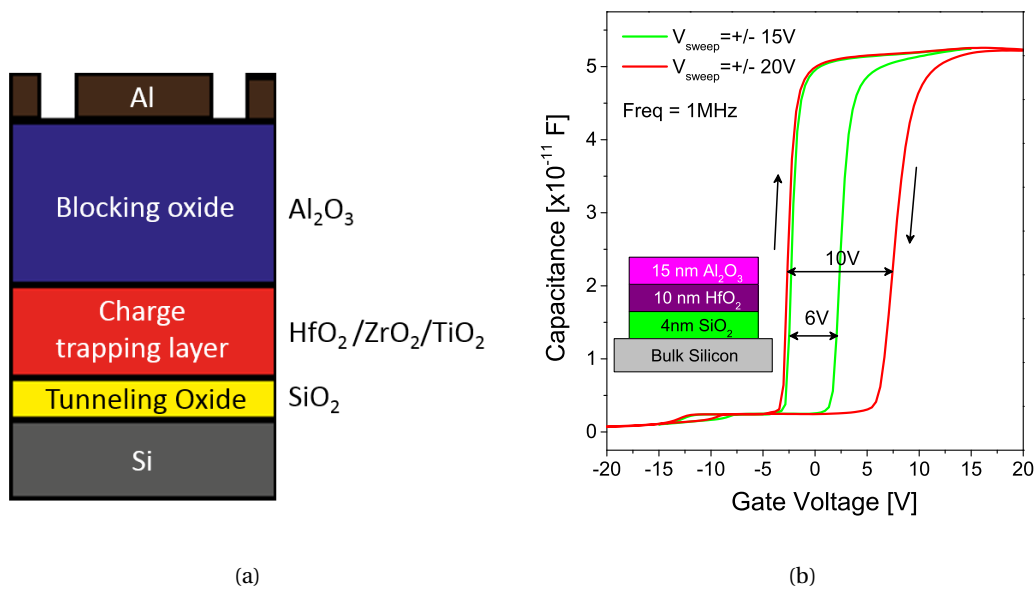 Al
Blocking oxide
Al₂O₃
Charge
trapping layer
HfO₂/ZrO₂/TiO₂
Tunneling Oxide
SiO₂
Si
(a)
V_sweep=+/- 15V
V_sweep=+/- 20V
Freq = 1MHz
Capacitance [x10⁻¹¹ F]
5
4
3
2
1
0
10V
6V
15 nm Al₂O₃
10 nm HfO₂
4nm SiO₂
Bulk Silicon
-20 -15 -10 -5 0 5 10 15 20
Gate Voltage [V]
(b)